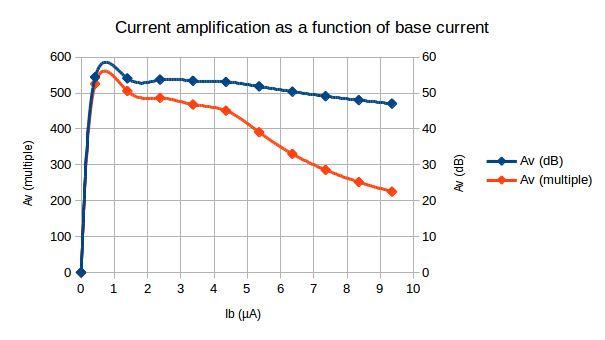 Current amplification as a function of base current
600
500
400
300
200
100
0
Av (multiple)
60
50
40
30
20
10
0
Av (dB)
0 1 2 3 4 5 6 7 8 9 10
Ib (µA)
Av (dB)
Av (multiple)